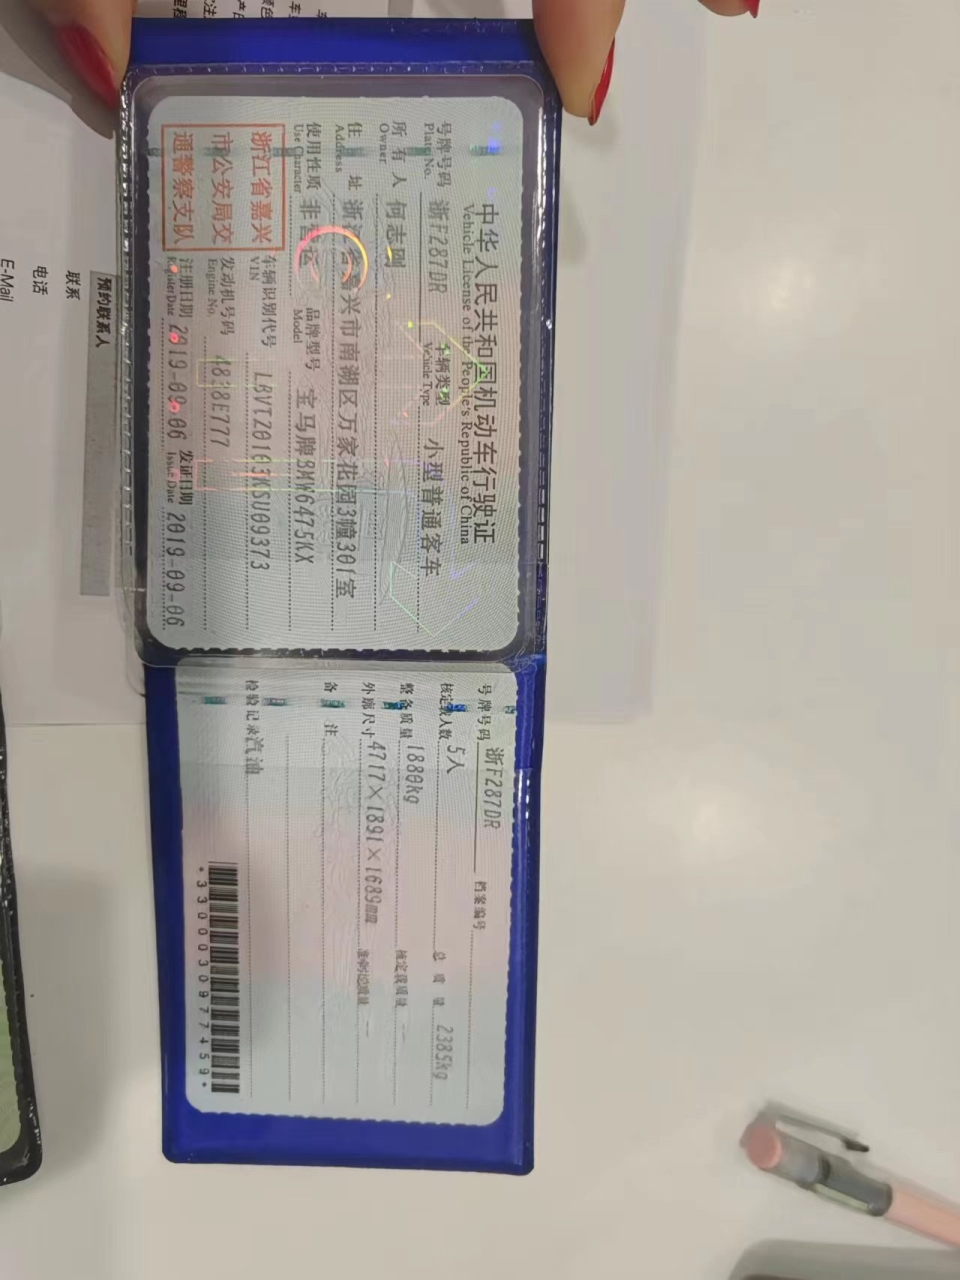 中华人民共和国机动车行驶证
Vehicle License of the People's Republic of China
号牌号码 浙F287DR 车辆类型 小型普通客车
Plate No. Vehicle Type
所有人 何志刚
Owner
住址 浙江省嘉兴市南湖区万家花园3幢301室
Address
使用性质 非营运 品牌型号 宝马牌BMW6475KX
Use Character Model
浙江省嘉兴
市公安局交
通警察支队
车辆识别代号 LBVTZ0103KSU09373
VIN
发动机号码 4838E777
Engine No.
注册日期 2019-09-06 发证日期 2019-09-06
Register Date Issue Date
号牌号码 浙F287DR 档案编号
核定载人数 5人 总质量 2385kg
整备质量 1880kg 核定载质量 --
外廓尺寸 4717×1891×1689mm 准牵引总质量 --
备注
检验记录 汽油
*3300030977459*
预约联系人
联系
电话
E-Mail